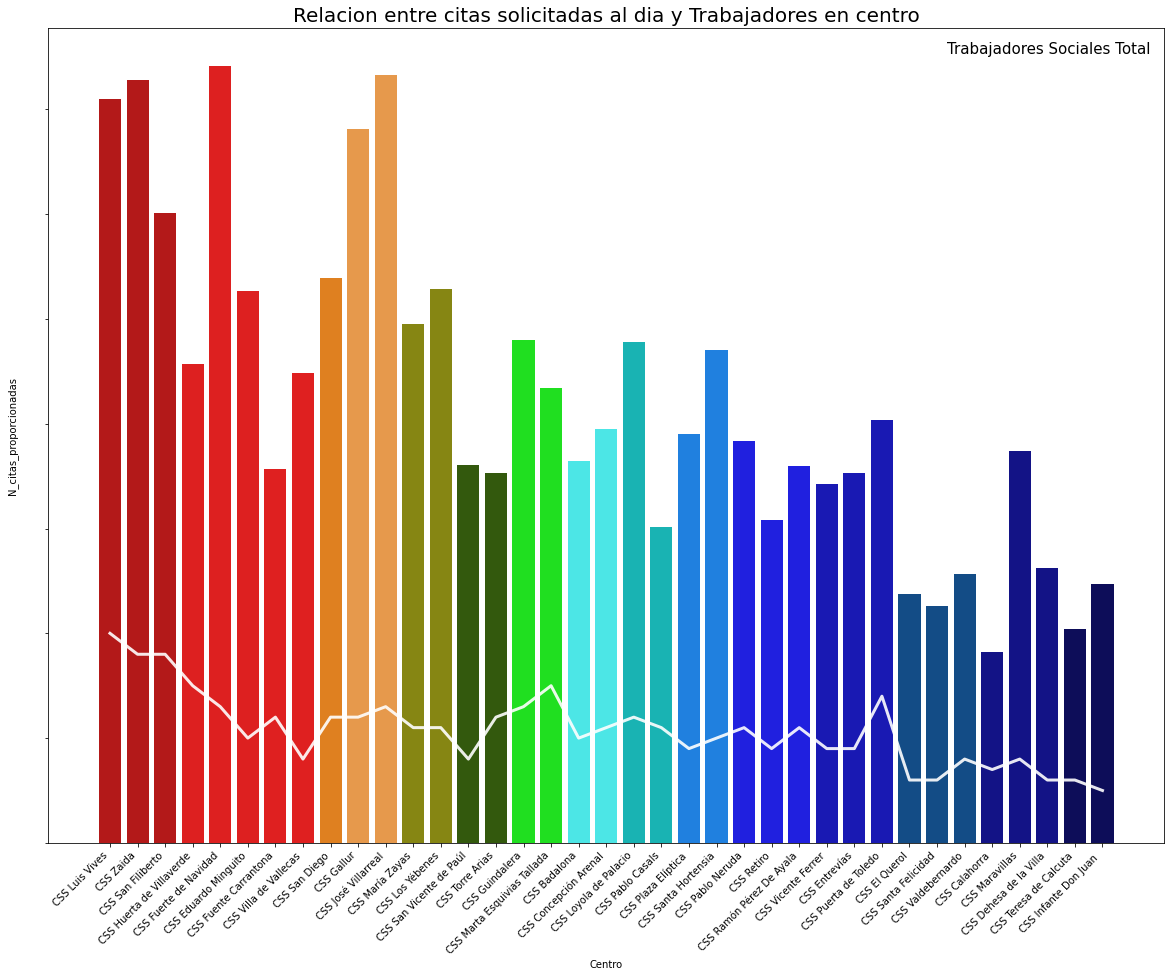 Relacion entre citas solicitadas al dia y Trabajadores en centro
Trabajadores Sociales Total
N_citas_proporcionadas
CSS Luis Vives
CSS Zaida
CSS San Filiberto
CSS Huerta de Villaverde
CSS Fuerte de Navidad
CSS Eduardo Minguito
CSS Fuente Carrantona
CSS Villa de Vallecas
CSS San Diego
CSS Gallur
CSS José Villarreal
CSS María Zayas
CSS Los Yébenes
CSS San Vicente de Paúl
CSS Torre Arias
CSS Guindalera
CSS Marta Esquivias Tallada
CSS Badalona
CSS Concepción Arenal
CSS Loyola de Palacio
CSS Pablo Casals
CSS Plaza Elíptica
CSS Santa Hortensia
CSS Pablo Neruda
CSS Retiro
CSS Ramón Pérez De Ayala
CSS Vicente Ferrer
CSS Entrevías
CSS Puerta de Toledo
CSS El Querol
CSS Santa Felicidad
CSS Valdebernardo
CSS Calahorra
CSS Maravillas
CSS Dehesa de la Villa
CSS Teresa de Calcuta
CSS Infante Don Juan
Centro